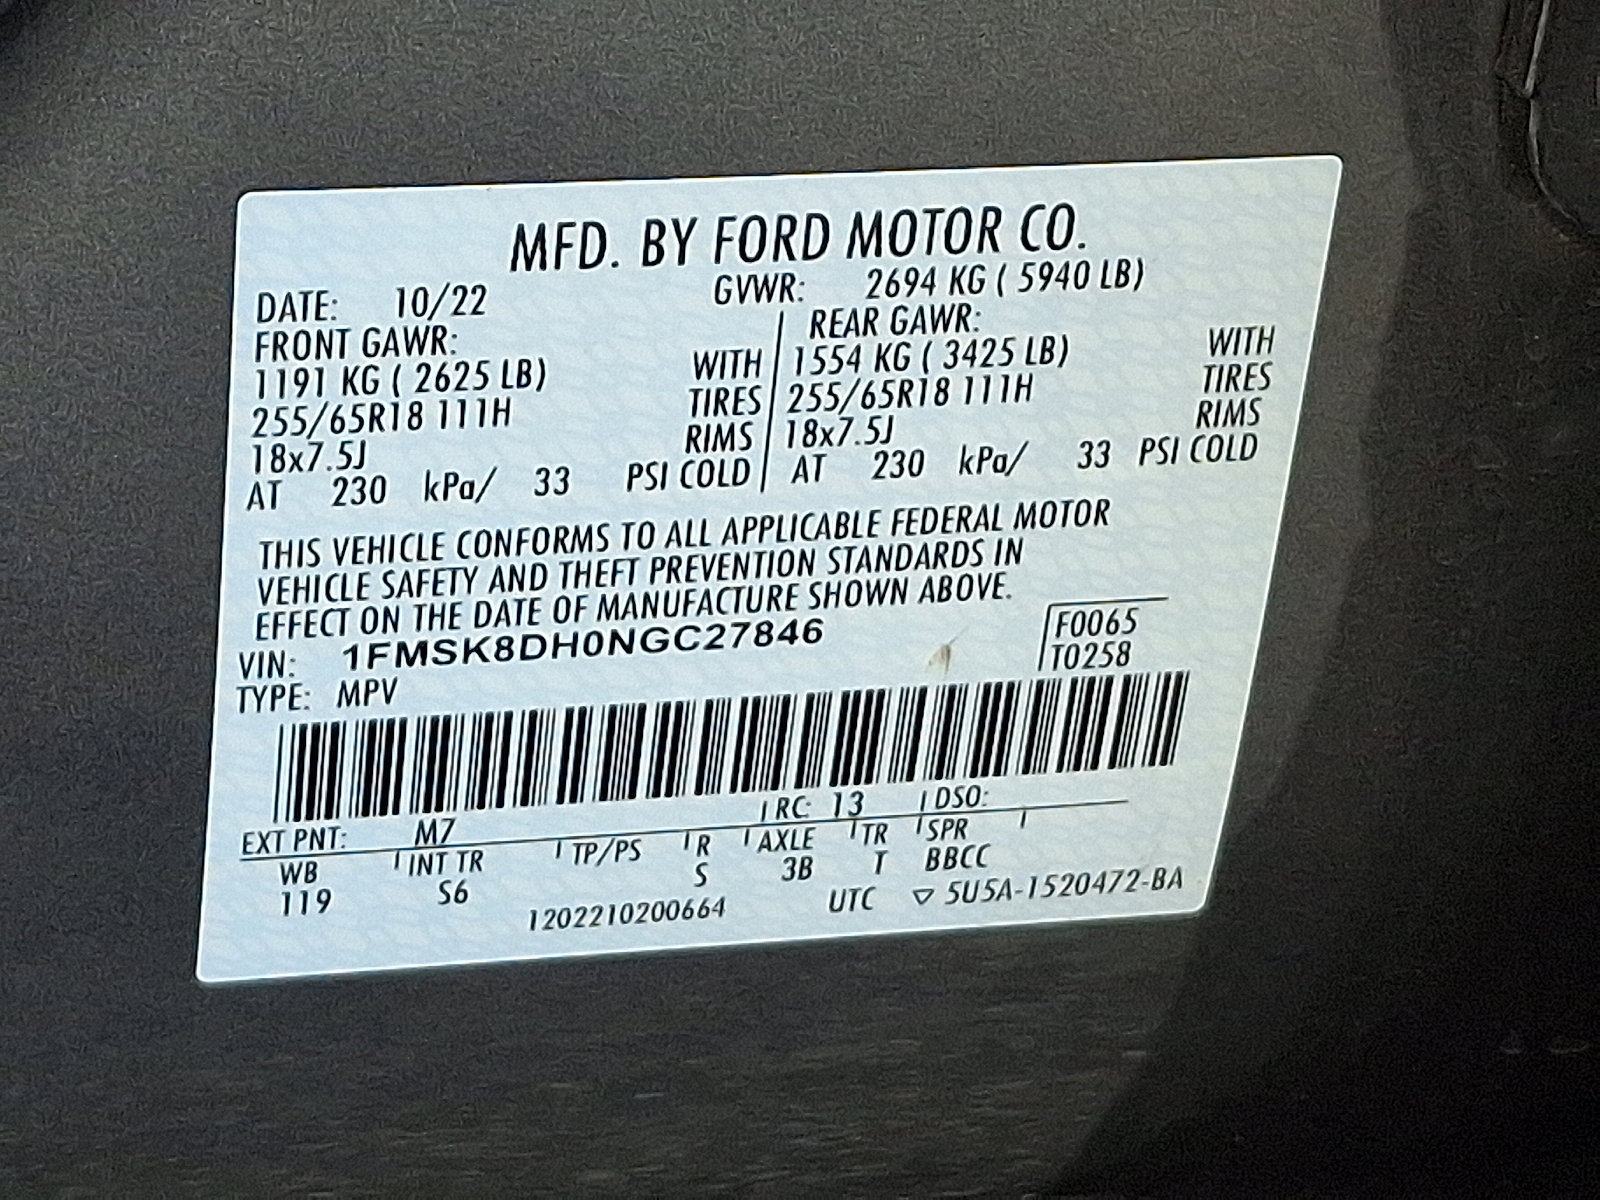 MFD. BY FORD MOTOR CO.
DATE: 10/22 GVWR: 2694 KG ( 5940 LB)
FRONT GAWR: REAR GAWR:
1191 KG ( 2625 LB) WITH 1554 KG ( 3425 LB) WITH
255/65R18 111H TIRES 255/65R18 111H TIRES
18x7.5J RIMS 18x7.5J RIMS
AT 230 kPa/ 33 PSI COLD AT 230 kPa/ 33 PSI COLD
THIS VEHICLE CONFORMS TO ALL APPLICABLE FEDERAL MOTOR
VEHICLE SAFETY AND THEFT PREVENTION STANDARDS IN
EFFECT ON THE DATE OF MANUFACTURE SHOWN ABOVE.
VIN: 1FMSK8DH0NGC27846 F0065
TYPE: MPV T0258
EXT PNT: M7 RC: 13 DSO:
WB INT TR TP/PS R AXLE TR SPR
119 S6 S 3B T BBCC
1202210200664 UTC ▽ 5U5A-1520472-BA